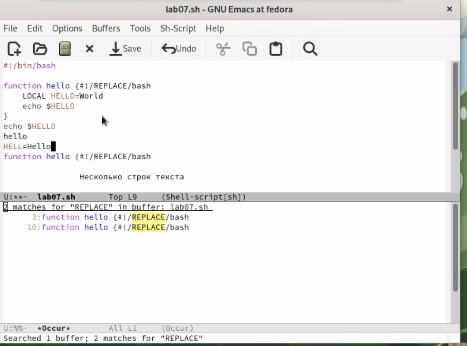 lab07.sh - GNU Emacs at fedora
File Edit Options Buffers Tools Sh-Script Help
Save Undo
#!/bin/bash
function hello {#!/REPLACE/bash
LOCAL HELLO=World
echo $HELLO
}
echo $HELLO
hello
HELL=Hello
function hello {#!/REPLACE/bash
Несколько строк текста
U:**- lab07.sh Top L9 (Shell-script[sh])
2 matches for "REPLACE" in buffer: lab07.sh
3:function hello {#!/REPLACE/bash
10:function hello {#!/REPLACE/bash
U:%%- *Occur* All L1 (Occur)
Searched 1 buffer; 2 matches for "REPLACE"